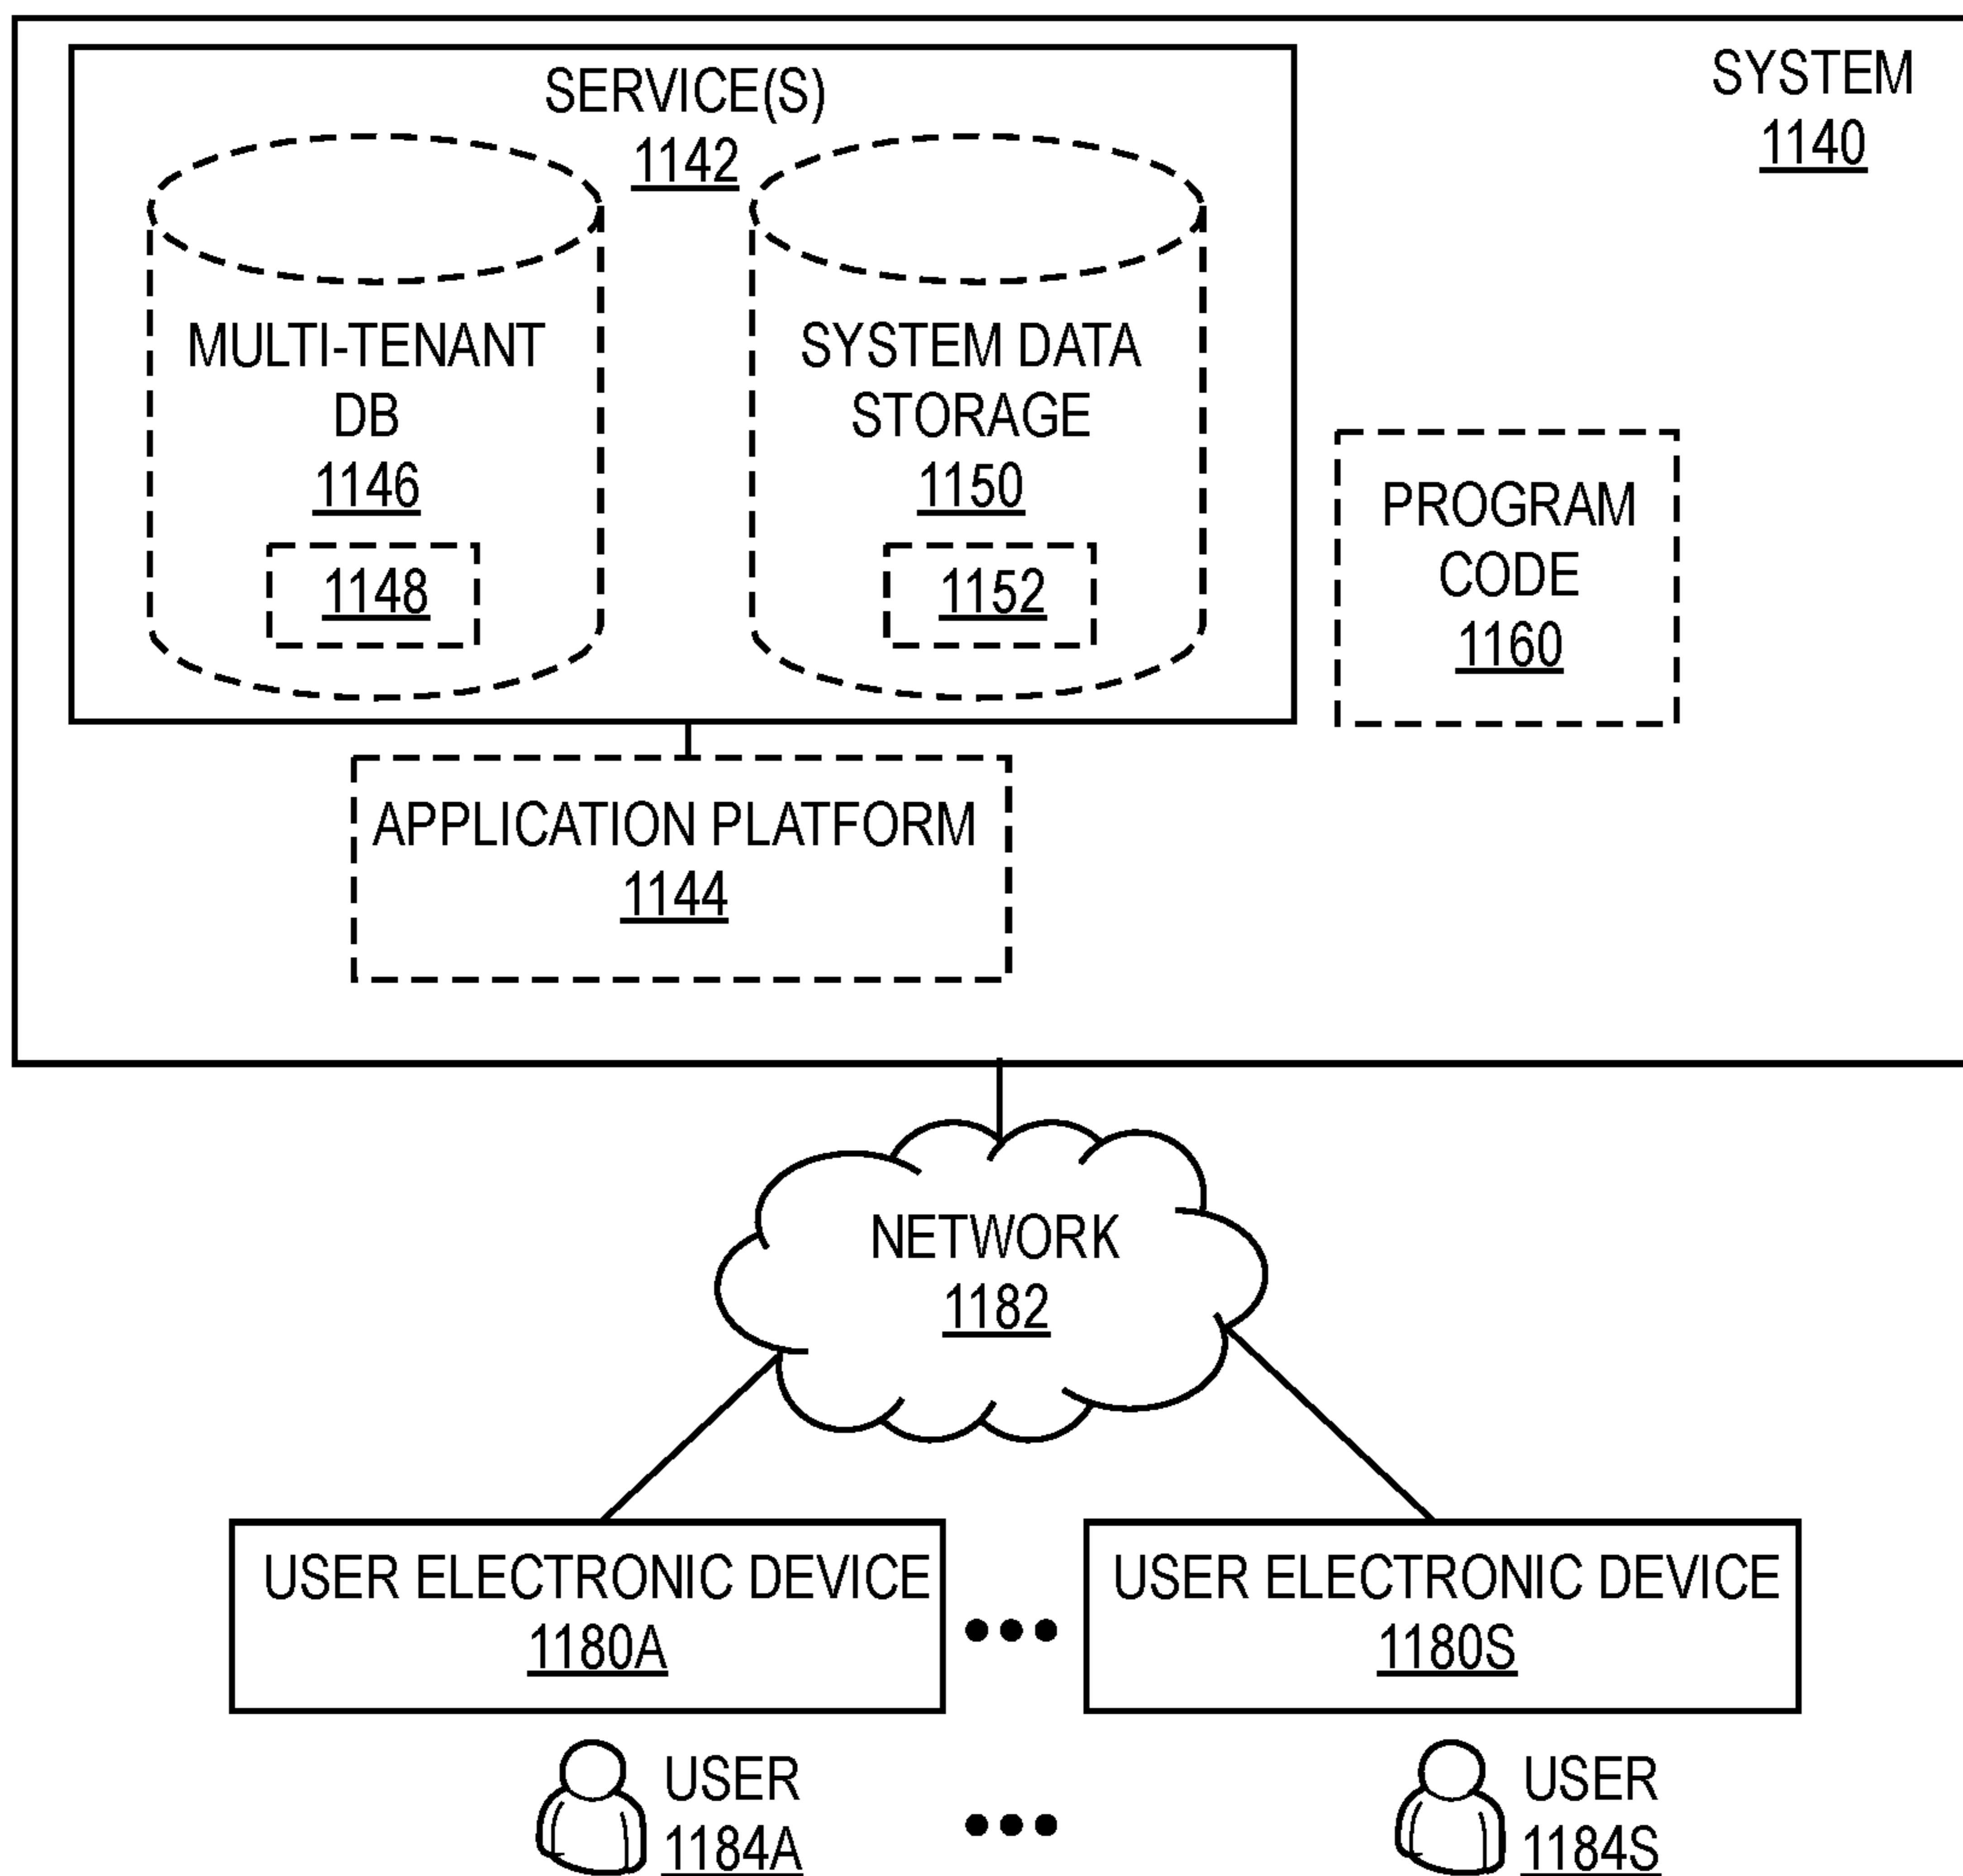 SERVICE(S)
1142
SYSTEM
1140
MULTI-TENANT
DB
1146
1148
SYSTEM DATA
STORAGE
1150
1152
PROGRAM
CODE
1160
APPLICATION PLATFORM
1144
NETWORK
1182
USER ELECTRONIC DEVICE
1180A
USER ELECTRONIC DEVICE
1180S
USER
1184A
USER
1184S